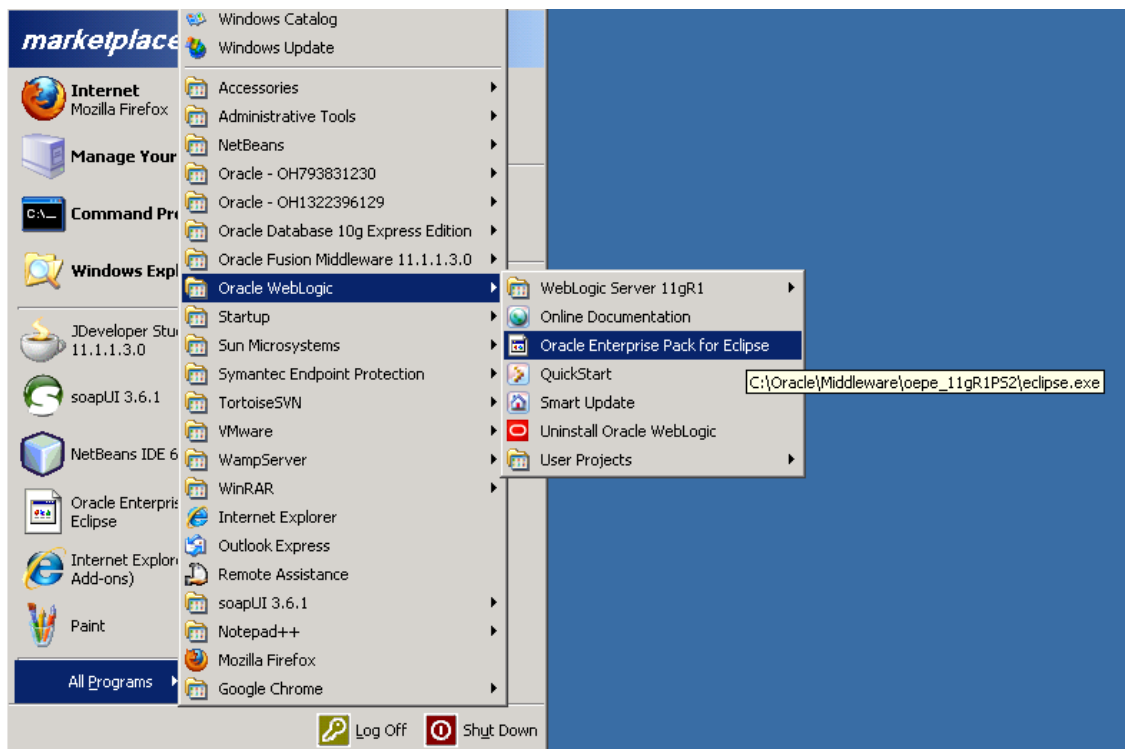 marketplace
Internet
Mozilla Firefox
Manage Your
Command Pr
Windows Expl
JDeveloper Stu
11.1.1.3.0
soapUI 3.6.1
NetBeans IDE 6
Oracle Enterpris
Eclipse
Internet Explor
Add-ons)
Paint
All Programs
Windows Catalog
Windows Update
Accessories
Administrative Tools
NetBeans
Oracle - OH793831230
Oracle - OH1322396129
Oracle Database 10g Express Edition
Oracle Fusion Middleware 11.1.1.3.0
Oracle WebLogic
Startup
Sun Microsystems
Symantec Endpoint Protection
TortoiseSVN
VMware
WampServer
WinRAR
Internet Explorer
Outlook Express
Remote Assistance
soapUI 3.6.1
Notepad++
Mozilla Firefox
Google Chrome
WebLogic Server 11gR1
Online Documentation
Oracle Enterprise Pack for Eclipse
QuickStart
Smart Update
Uninstall Oracle WebLogic
User Projects
C:\Oracle\Middleware\oepe_11gR1PS2\eclipse.exe
Log Off
Shut Down